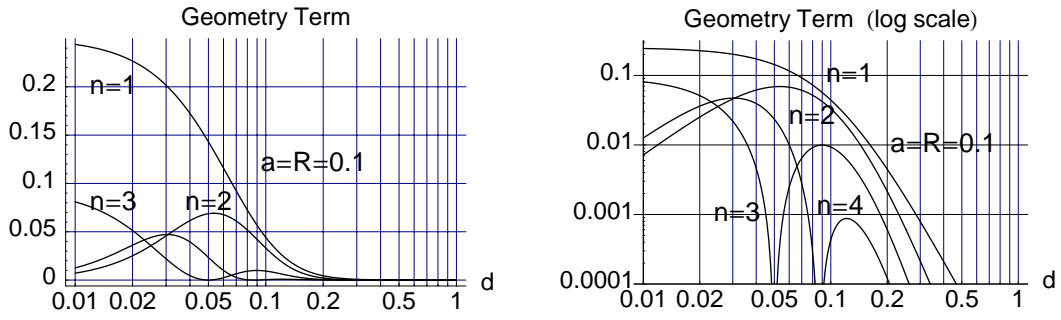 Geometry Term
0.2
0.15
0.1
0.05
0
n=1
a=R=0.1
n=3
n=2
0.01 0.02 0.05 0.1 0.2 0.5 1
d
Geometry Term (log scale)
0.1
0.01
0.001
0.0001
n=1
n=2
a=R=0.1
n=3
n=4
0.01 0.02 0.05 0.1 0.2 0.5 1
d